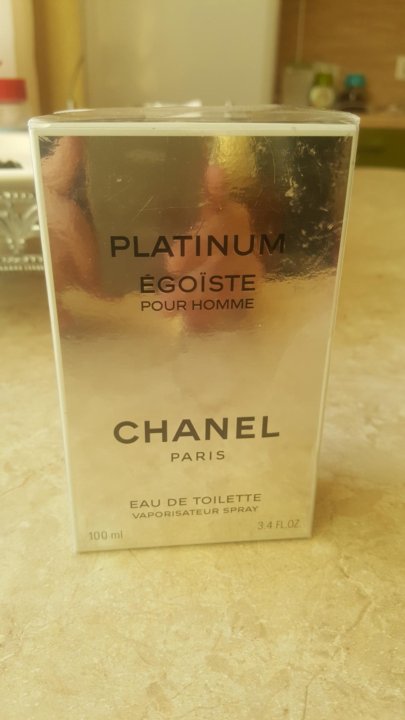 PLATINUM
ÉGOÏSTE
POUR HOMME
CHANEL
PARIS
EAU DE TOILETTE
VAPORISATEUR SPRAY
100 ml
3.4 FL.OZ